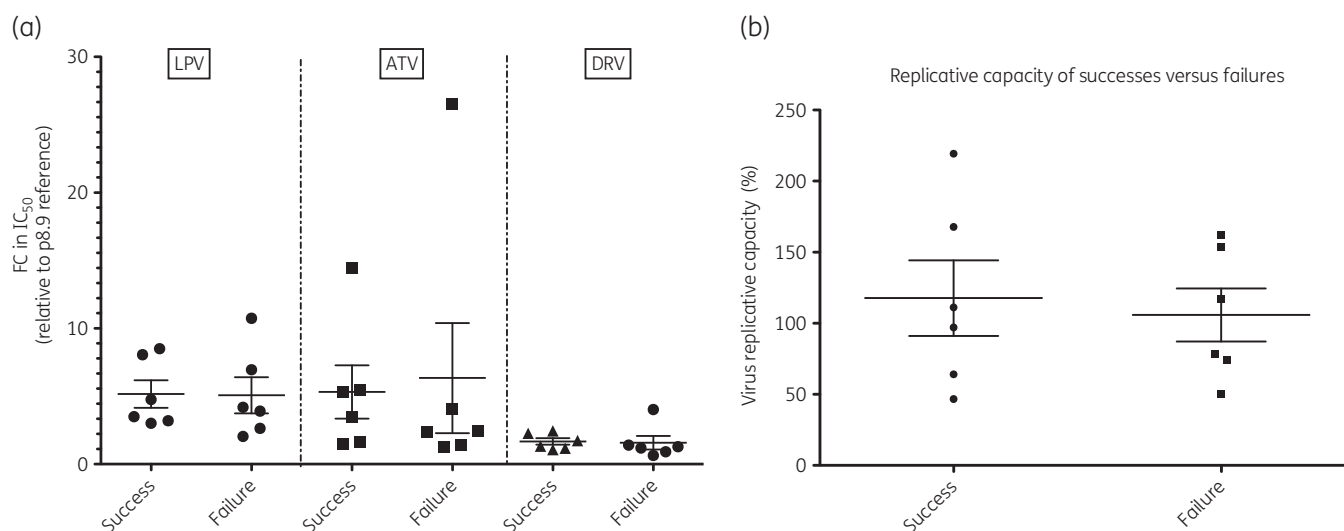 (a)
30
20
10
0
FC in IC50
(relative to p8.9 reference)
LPV
ATV
DRV
Success
Failure
Success
Failure
Success
Failure
(b)
Replicative capacity of successes versus failures
250
200
150
100
50
0
Virus replicative capacity (%)
Success
Failure